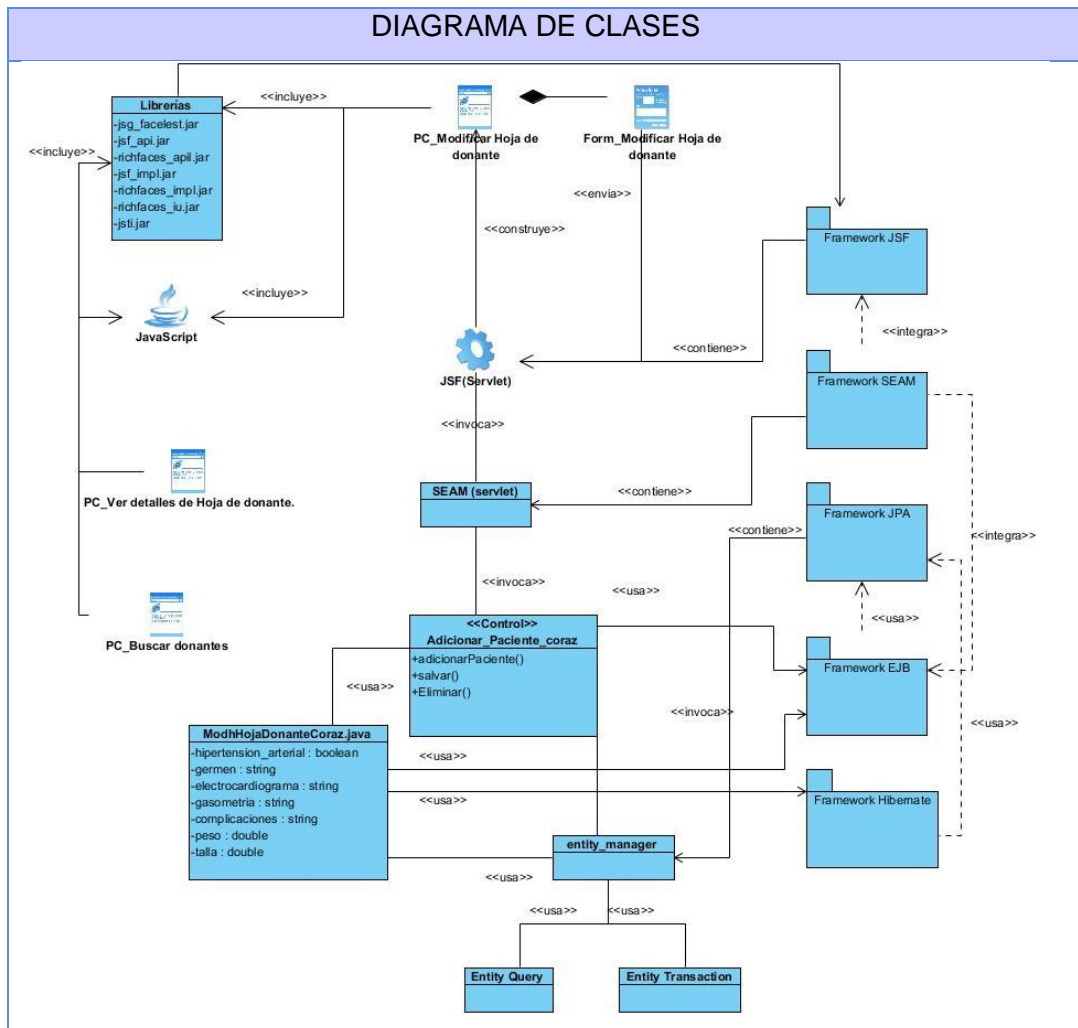 DIAGRAMA DE CLASES
<<incluye>>
Librerías
-jsg_facelest.jar
-jsf_api.jar
-richfaces_apil.jar
-jsf_impl.jar
-richfaces_impl.jar
-richfaces_iu.jar
-jsti.jar
<<incluye>>
PC_Modificar Hoja de
donante
Form_Modificar Hoja de
donante
<<envia>>
<<construye>>
Framework JSF
<<incluye>>
JavaScript
<<integra>>
<<contiene>>
JSF(Servlet)
Framework SEAM
<<invoca>>
PC_Ver detalles de Hoja de donante.
SEAM (servlet)
<<contiene>>
Framework JPA
<<contiene>>
<<integra>>
<<invoca>>
<<usa>>
<<usa>>
PC_Buscar donantes
<<Control>>
Adicionar_Paciente_coraz
+adicionarPaciente()
+salvar()
+Eliminar()
Framework EJB
<<usa>>
<<invoca>>
<<usa>>
ModhHojaDonanteCoraz.java
-hipertension_arterial : boolean
-germen : string
-electrocardiograma : string
-gasometria : string
-complicaciones : string
-peso : double
-talla : double
<<usa>>
<<usa>>
Framework Hibernate
entity_manager
<<usa>>
<<usa>>
<<usa>>
Entity Query
Entity Transaction